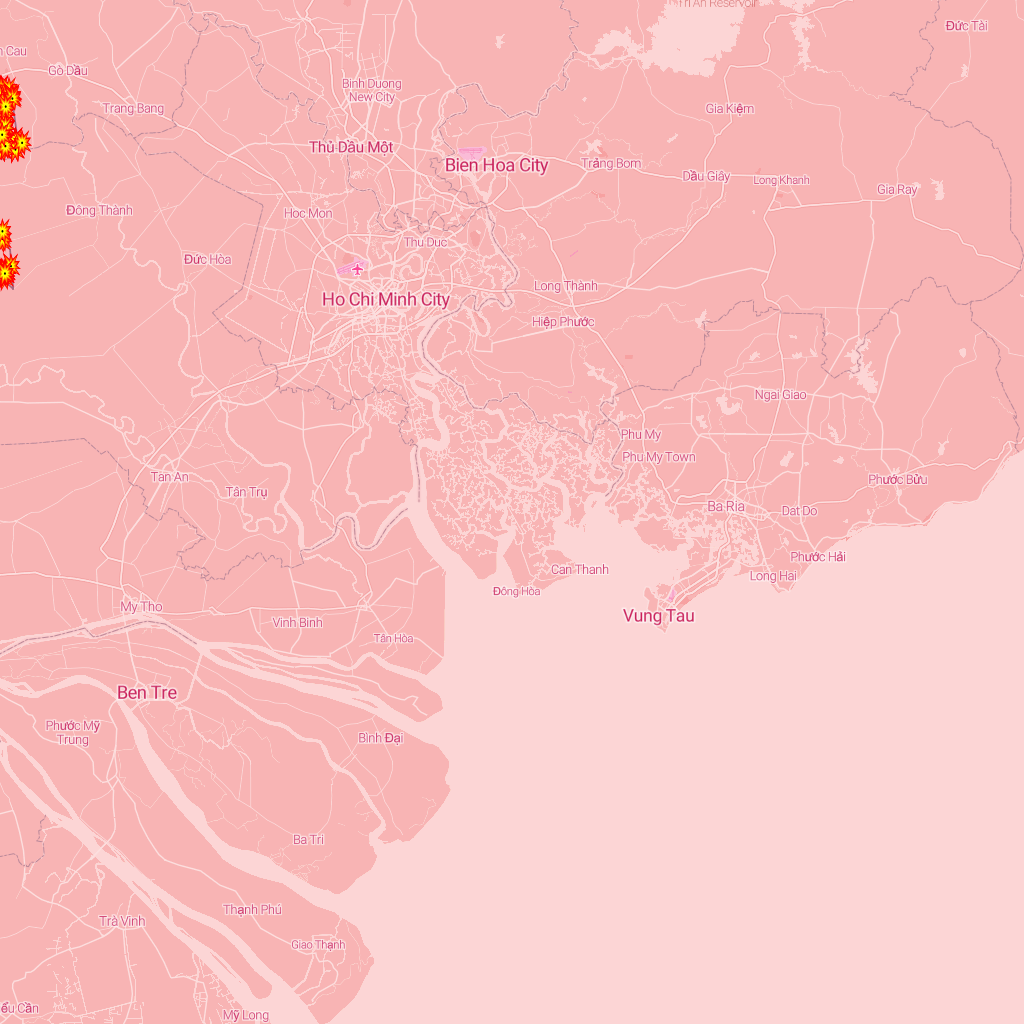 Tri An Reservoir
Đức Tài
Cau
Gò Dầu
Binh Duong
New City
Trang Bang
Gia Kiệm
Thủ Dầu Một
Bien Hoa City
Trảng Bom
Dầu Giây
Long Khanh
Gia Ray
Đông Thành
Hoc Mon
Thu Duc
Đức Hòa
Long Thành
Ho Chi Minh City
Hiệp Phước
Ngai Giao
Phu My
Phu My Town
Tan An
Tân Trụ
Phước Bửu
Ba Ria
Dat Do
Phước Hải
Can Thanh
Long Hai
Đông Hòa
My Tho
Vung Tau
Vinh Binh
Tân Hòa
Ben Tre
Phước Mỹ
Trung
Bình Đại
Ba Tri
Thạnh Phú
Trà Vinh
Giao Thạnh
ểu Cần
Mỹ Long